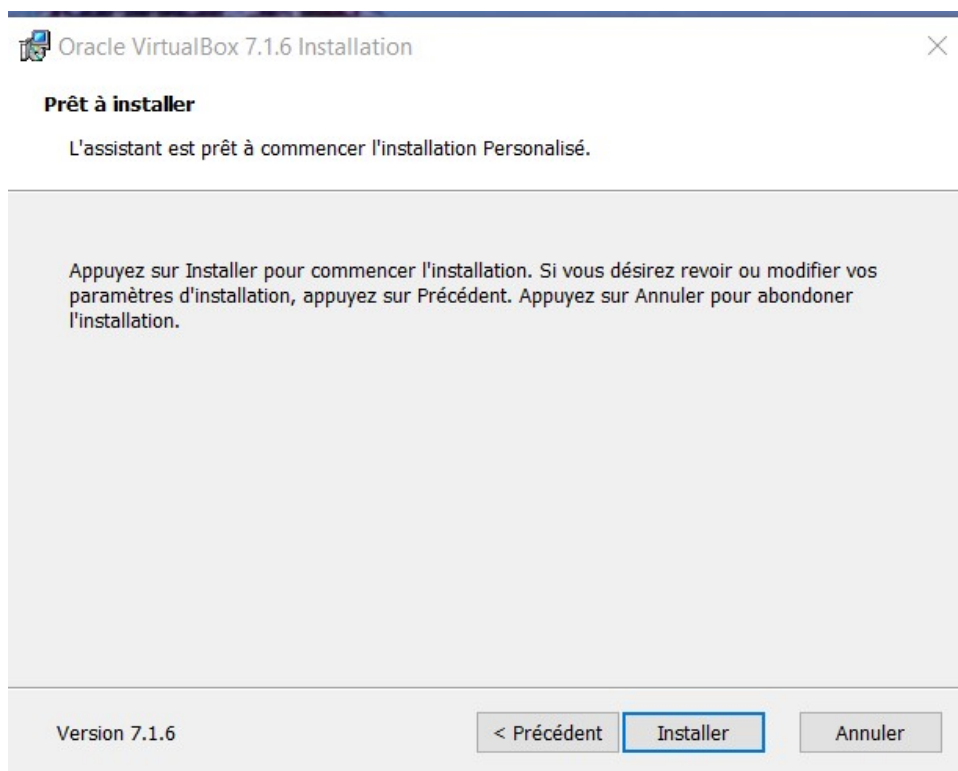 Oracle VirtualBox 7.1.6 Installation
Prêt à installer
L'assistant est prêt à commencer l'installation Personalisé.
Appuyez sur Installer pour commencer l'installation. Si vous désirez revoir ou modifier vos
paramètres d'installation, appuyez sur Précédent. Appuyez sur Annuler pour abondoner
l'installation.
Version 7.1.6
< Précédent
Installer
Annuler